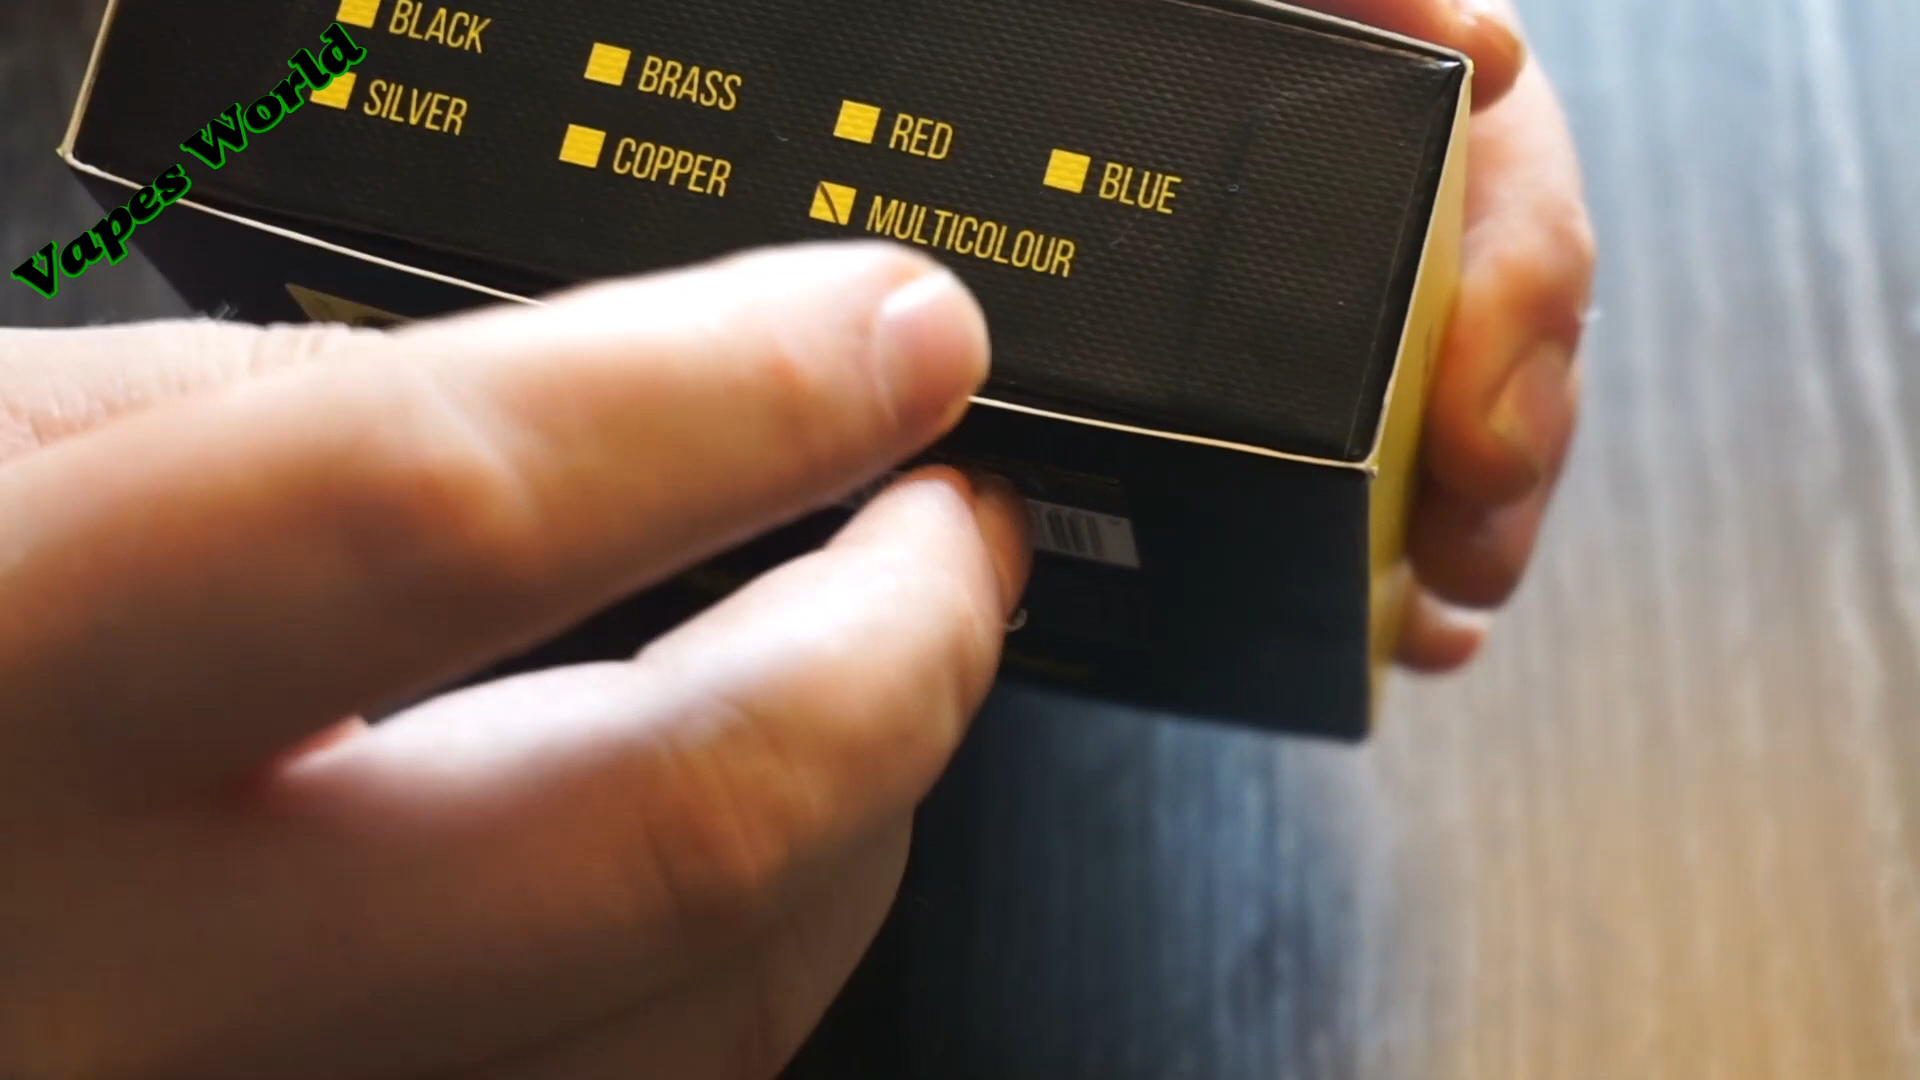 BLACK
BRASS
RED
BLUE
SILVER
COPPER
MULTICOLOUR
Vapes World